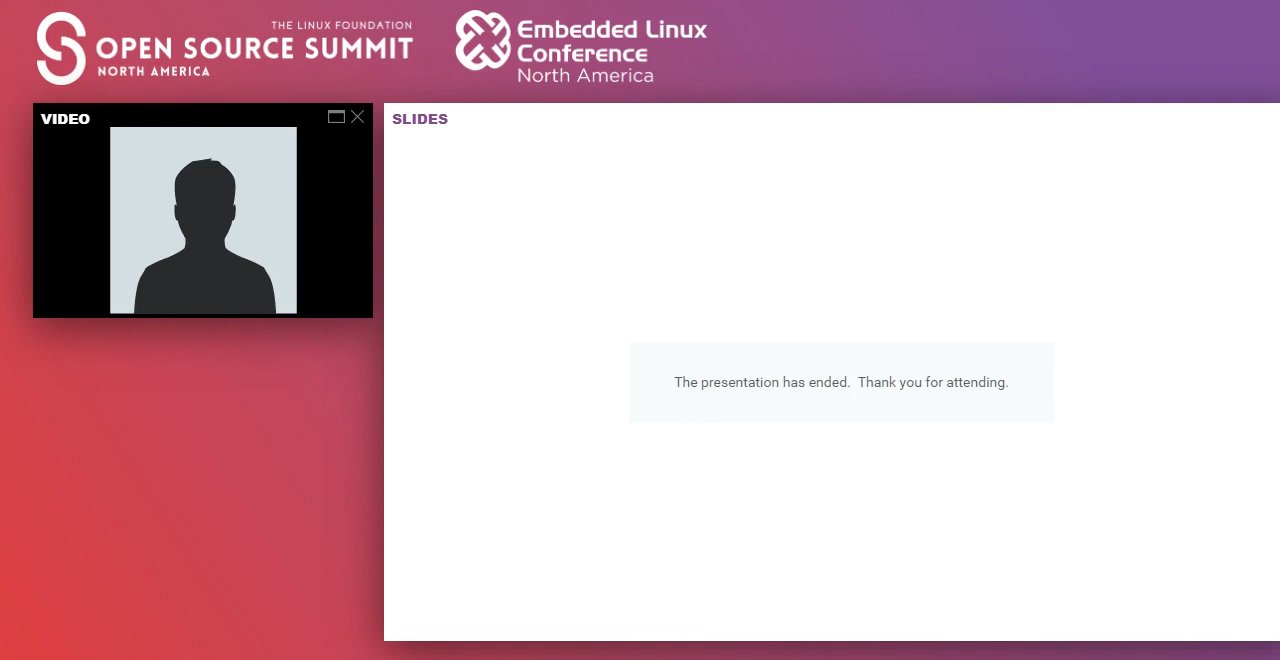 THE LINUX FOUNDATION
OPEN SOURCE SUMMIT
NORTH AMERICA
Embedded Linux
Conference
North America
VIDEO
SLIDES
The presentation has ended.  Thank you for attending.